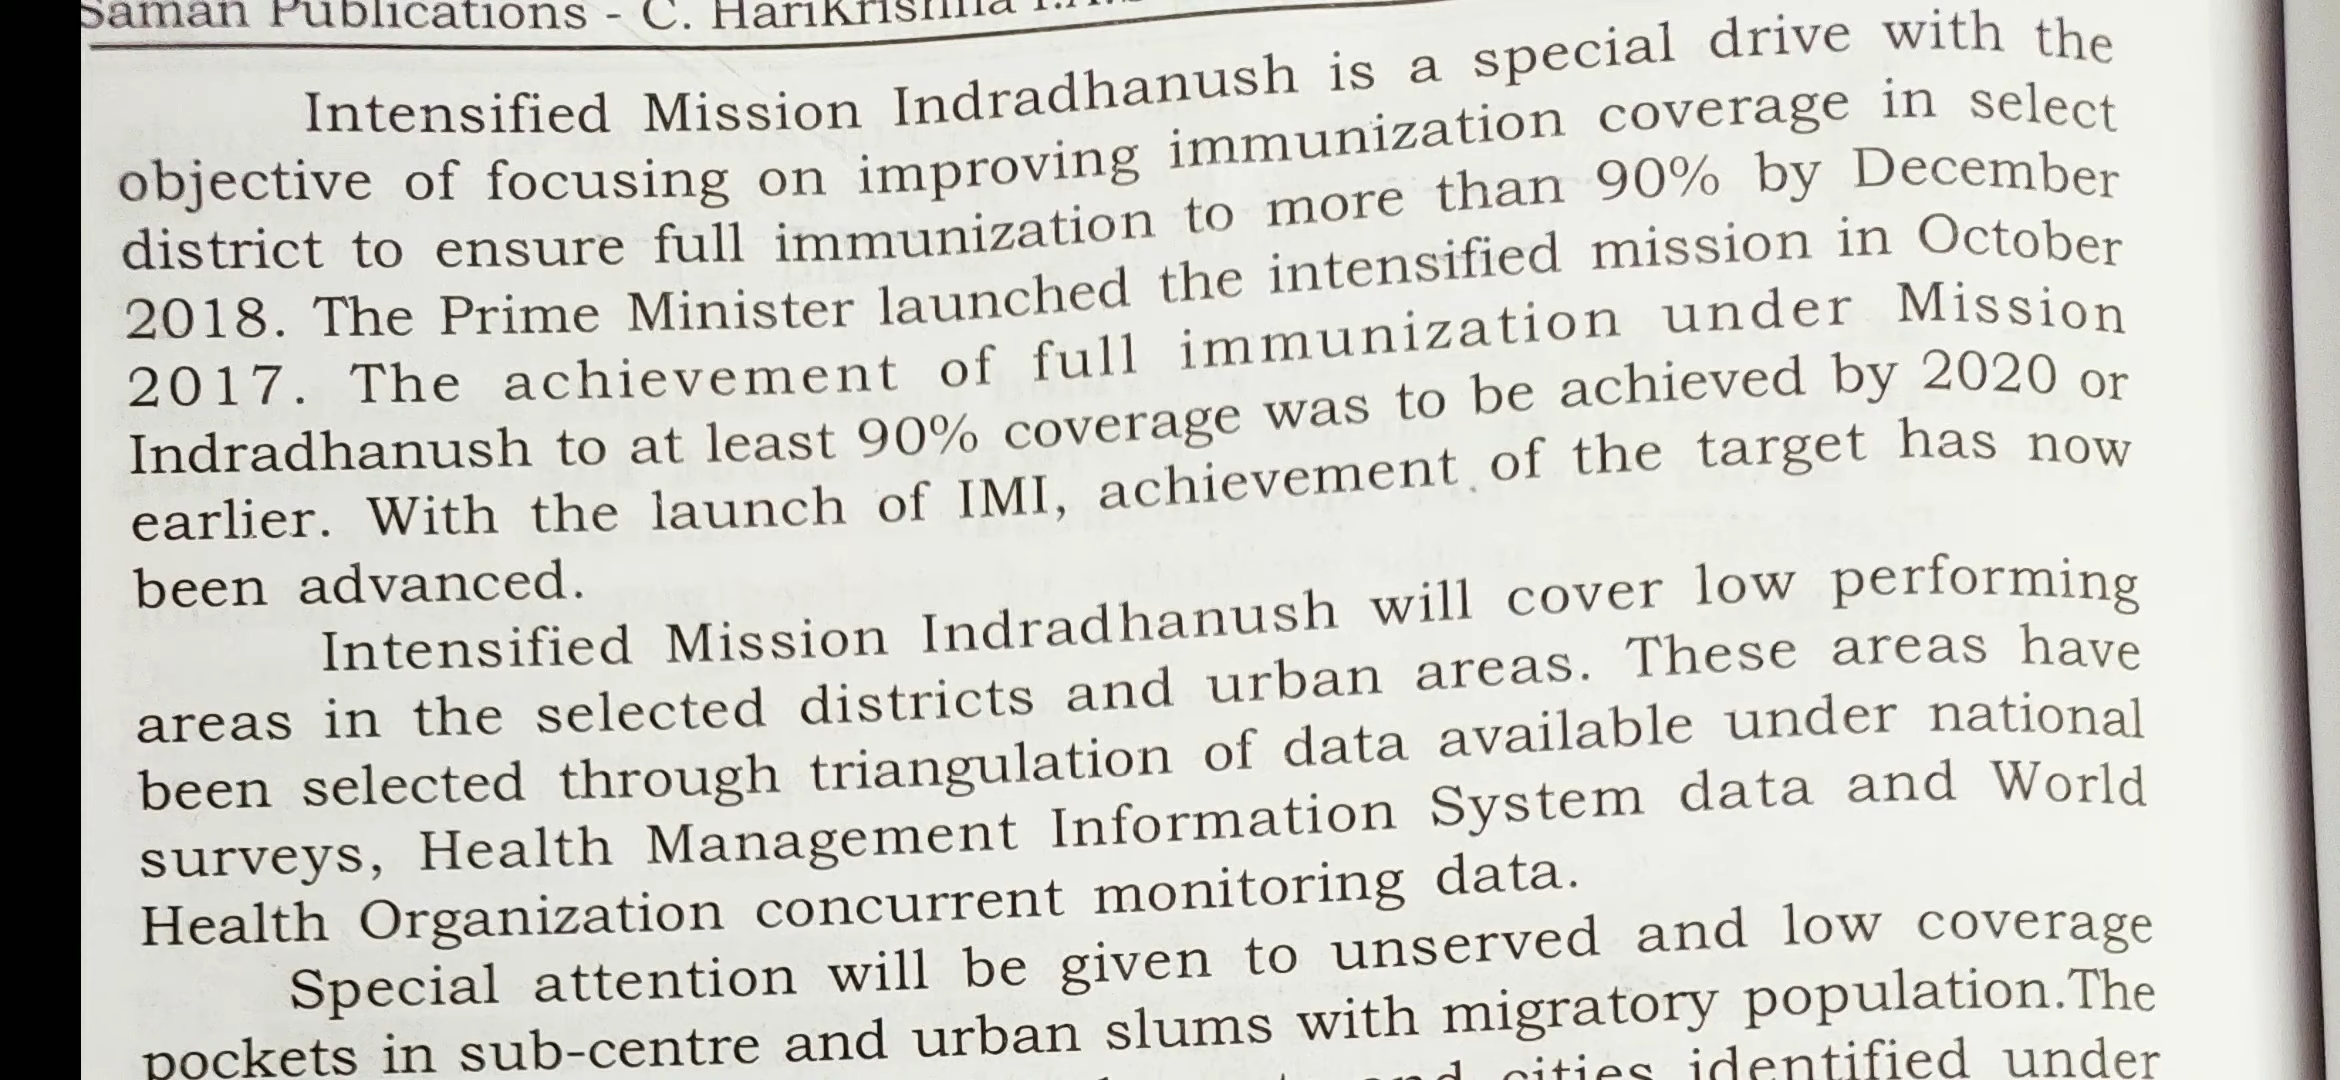 Saman Publications - C. HariKrishna
Intensified Mission Indradhanush is a special drive with the
objective of focusing on improving immunization coverage in select
district to ensure full immunization to more than 90% by December
2018. The Prime Minister launched the intensified mission in October
2017. The achievement of full immunization under Mission
Indradhanush to at least 90% coverage was to be achieved by 2020 or
earlier. With the launch of IMI, achievement of the target has now
been advanced.
Intensified Mission Indradhanush will cover low performing
areas in the selected districts and urban areas. These areas have
been selected through triangulation of data available under national
surveys, Health Management Information System data and World
Health Organization concurrent monitoring data.
Special attention will be given to unserved and low coverage
pockets in sub-centre and urban slums with migratory population.The
cities identified under